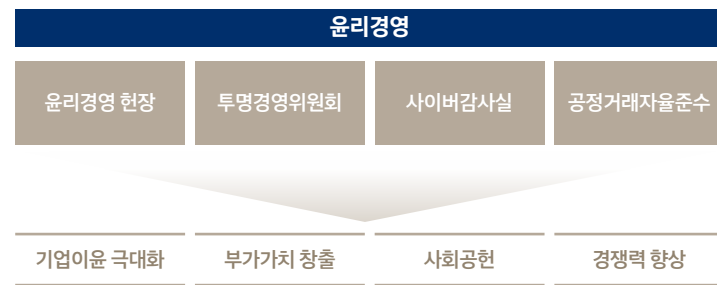 윤리경영
윤리경영 헌장
투명경영위원회
사이버감사실
공정거래자율준수
기업이윤 극대화
부가가치 창출
사회공헌
경쟁력 향상